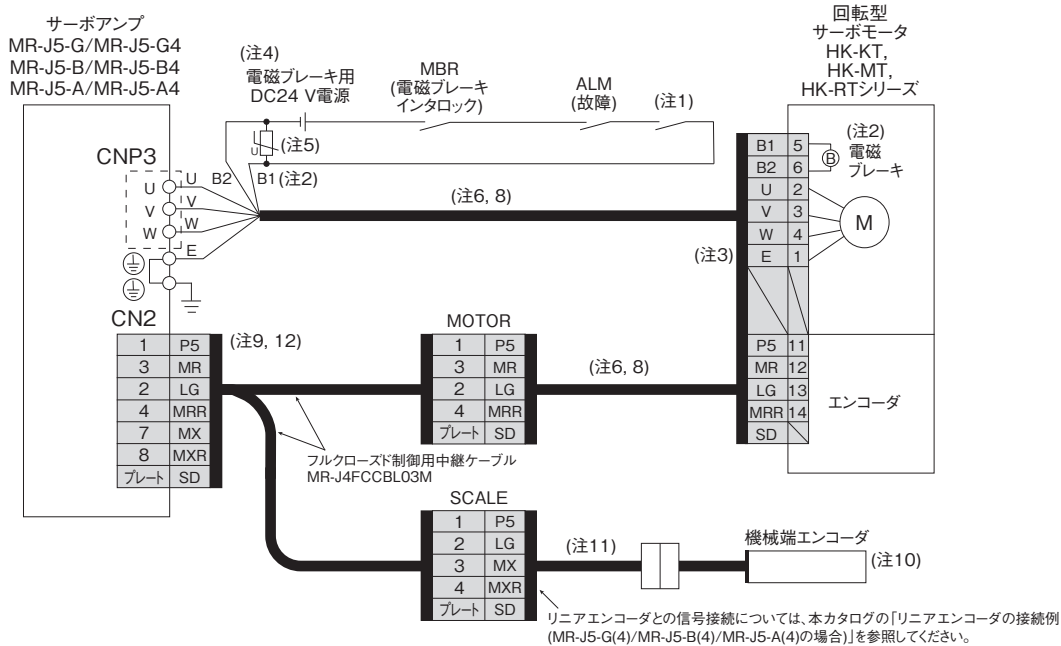 サーボアンプ
MR-J5-G/MR-J5-G4
MR-J5-B/MR-J5-B4
MR-J5-A/MR-J5-A4
(注4)
電磁ブレーキ用
DC24 V電源
MBR
(電磁ブレーキ
インタロック)
ALM
(故障)
(注1)
回転型
サーボモータ
HK-KT,
HK-MT,
HK-RTシリーズ
U
(注5)
CNP3
U U B2 B1(注2)
V V
W W
E
(注6, 8)
(注3)
B1 5
B2 6
U 2
V 3
W 4
E 1
B
(注2)
電磁
ブレーキ
M
P5 11
MR 12
LG 13
MRR 14
SD
エンコーダ
CN2
1 P5
3 MR
2 LG
4 MRR
7 MX
8 MXR
プレート SD
(注9, 12)
MOTOR
1 P5
3 MR
2 LG
4 MRR
プレート SD
(注6, 8)
フルクローズド制御用中継ケーブル
MR-J4FCCBL03M
SCALE
1 P5
2 LG
3 MX
4 MXR
プレート SD
(注11)
機械端エンコーダ
(注10)
リニアエンコーダとの信号接続については、本カタログの「リニアエンコーダの接続例
(MR-J5-G(4)/MR-J5-B(4)/MR-J5-A(4)の場合)」を参照してください。